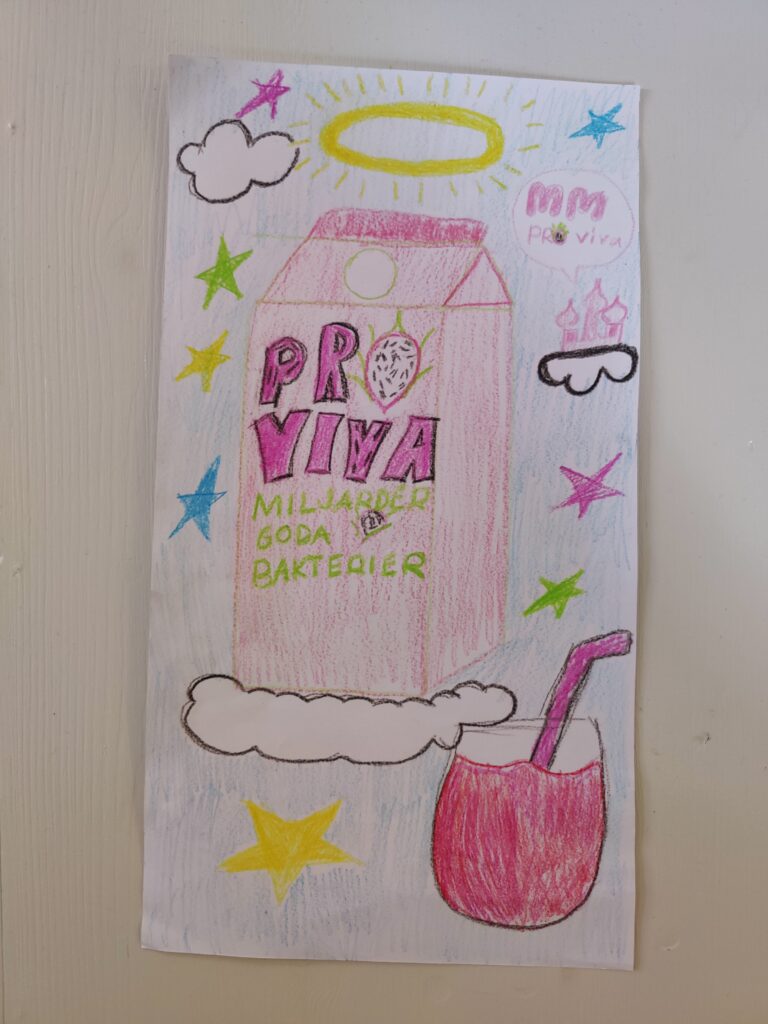 MM
PRO viva
PRO
VIVA
MILJARDER
GODA
BAKTERIER